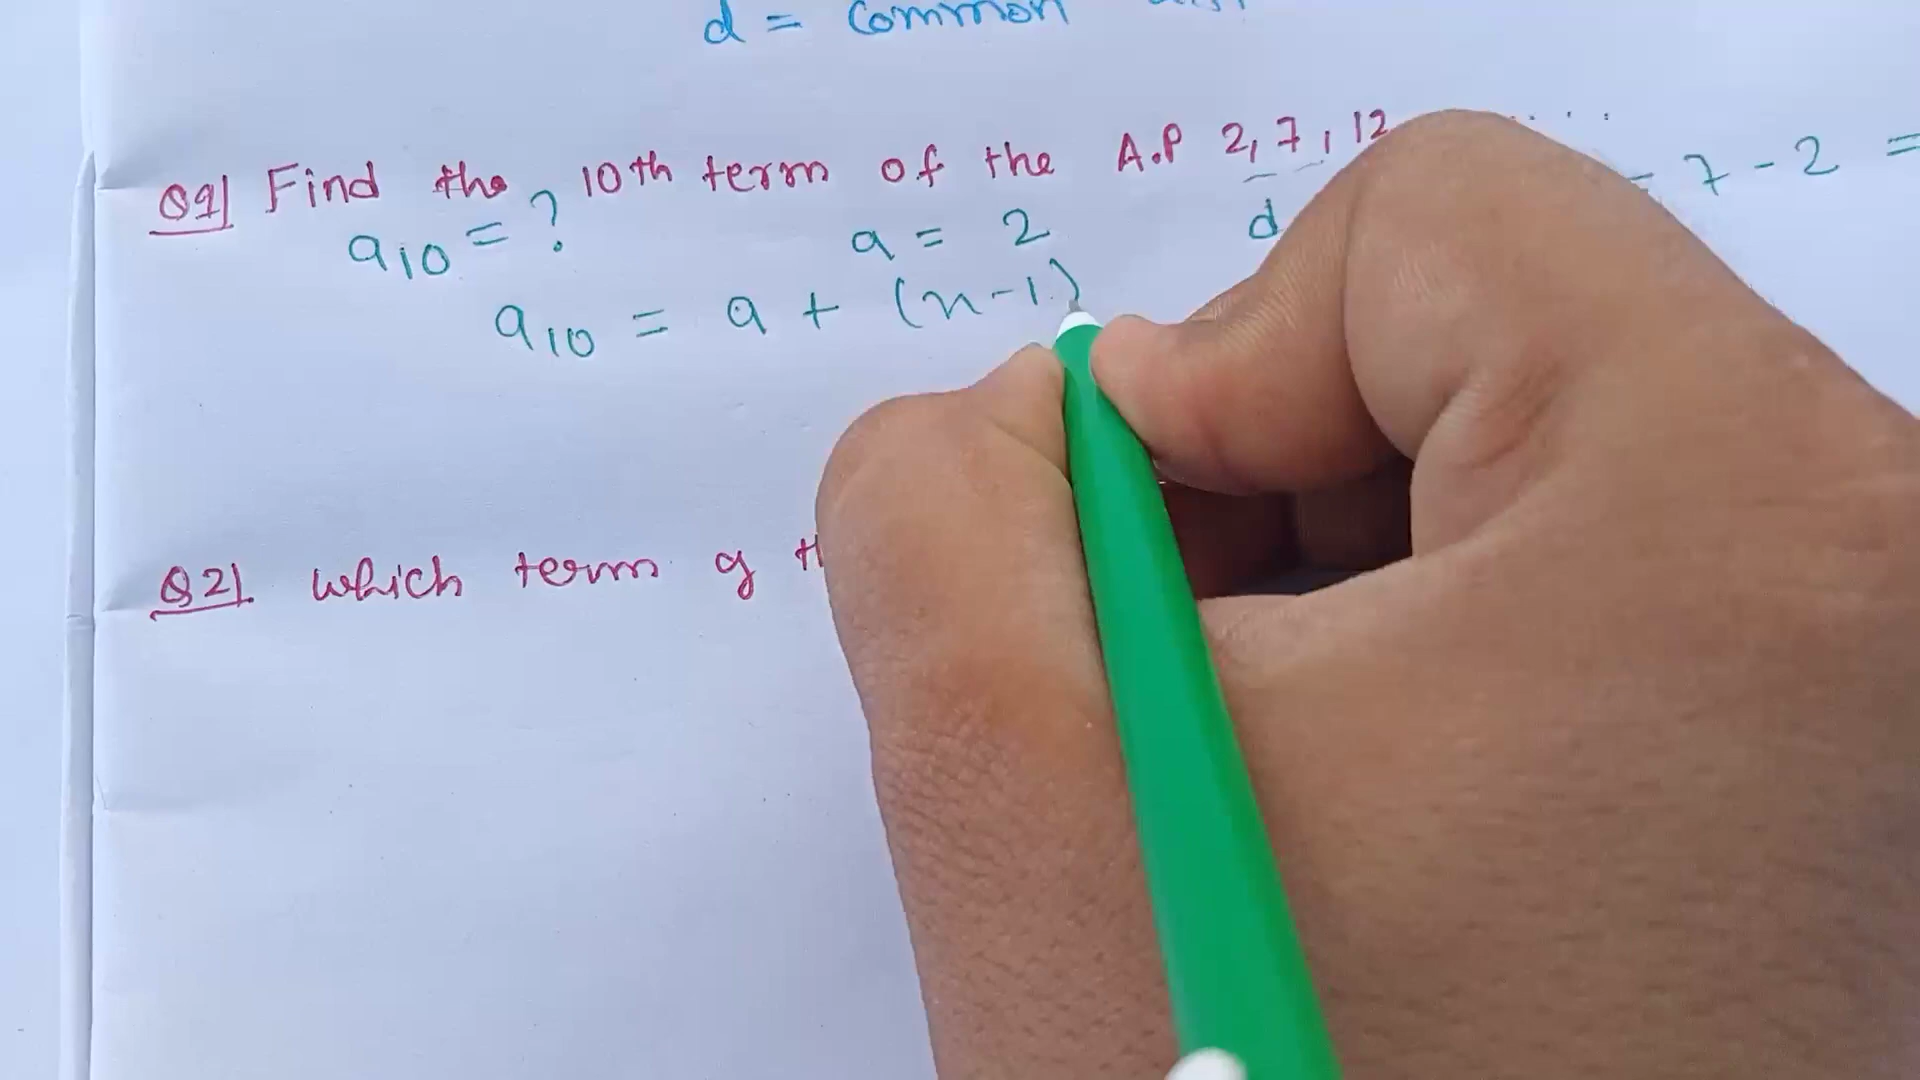 d = Common
Q1) Find the 10th term of the A.P 2, 7, 12 .....
a10 = ? a = 2 d = 7 - 2 =
a10 = a + (n-1)
Q2). which term of